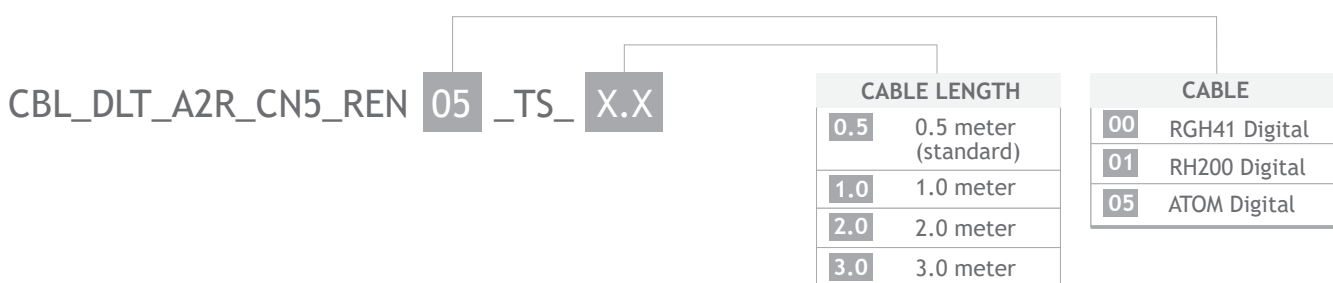 CBL_DLT_A2R_CN5_REN 05 _TS_ X.X
CABLE LENGTH
0.5 0.5 meter
(standard)
1.0 1.0 meter
2.0 2.0 meter
3.0 3.0 meter
CABLE
00 RGH41 Digital
01 RH200 Digital
05 ATOM Digital